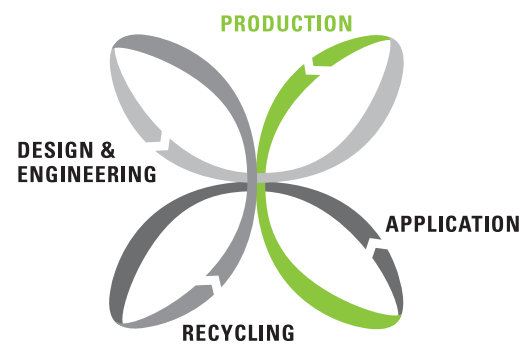 PRODUCTION
DESIGN &
ENGINEERING
APPLICATION
RECYCLING